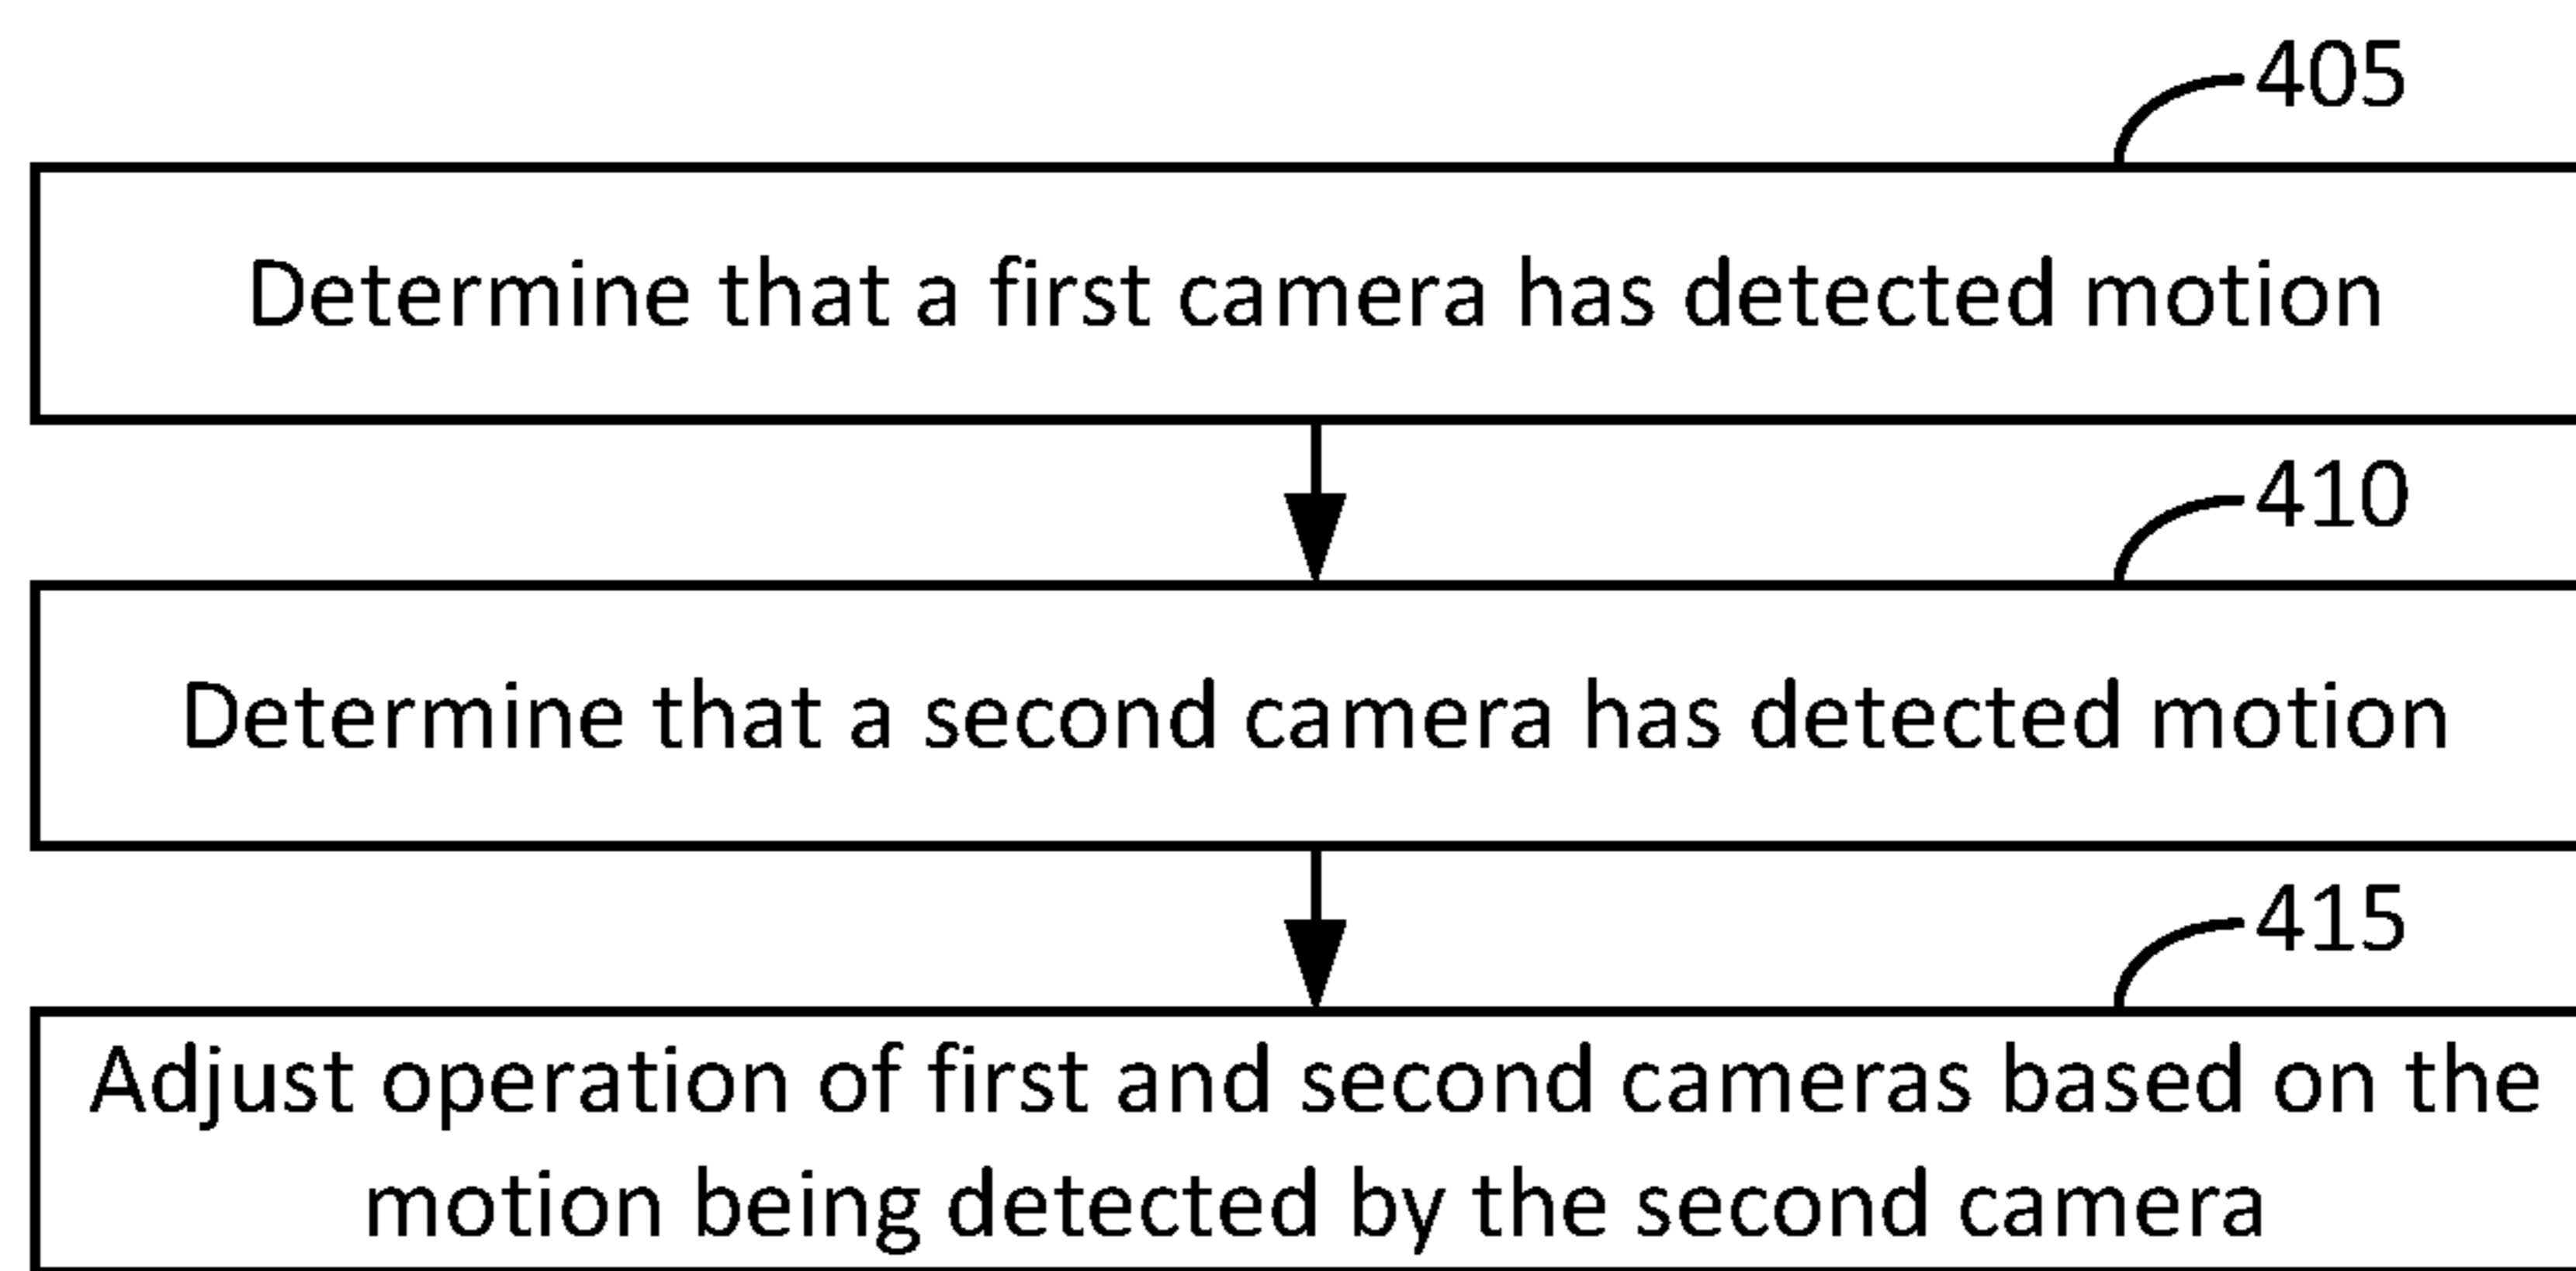 405
Determine that a first camera has detected motion
410
Determine that a second camera has detected motion
415
Adjust operation of first and second cameras based on the
motion being detected by the second camera